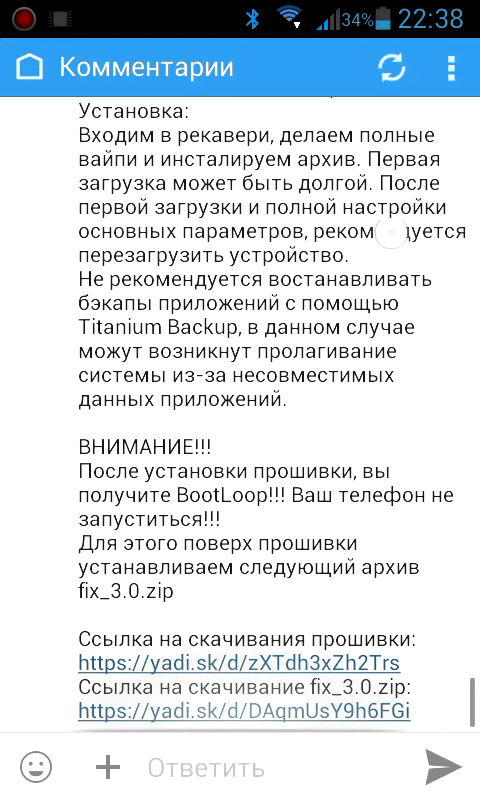 34% 22:38
Комментарии
Установка:
Входим в рекавери, делаем полные
вайпи и инсталируем архив. Первая
загрузка может быть долгой. После
первой загрузки и полной настройки
основных параметров,
перезагрузить устройство.
Не рекомендуется востанавливать
бэкапы приложений с помощью
Titanium Backup, в данном случае
можут возникнут пролагивание
системы из-за несовместимых
данных приложений.
ВНИМАНИЕ!!!
После установки прошивки, вы
получите BootLoop!!! Ваш телефон не
запуститься!!!
Для этого поверх прошивки
устанавливаем следующий архив
fix_3.0.zip
Ссылка на скачивания прошивки:
https://yadi.sk/d/zXTdh3xZh2Trs
Ссылка на скачивание fix_3.0.zip:
https://yadi.sk/d/DAqmUsY9h6FGi
Ответить